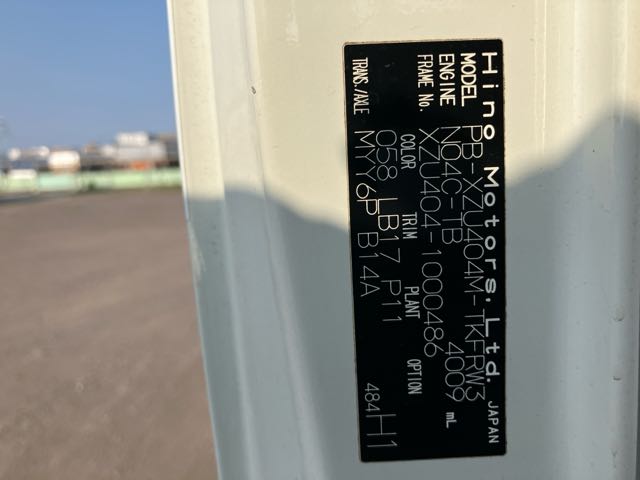 Hino Motors, Ltd. JAPAN
MODEL PB-XZU404M-TKFRW3
ENGINE N04C-TB 4009 mL
FRAME No. XZU404-1000486
COLOR TRIM PLANT OPTION
058 LB17 P11
TRANS./AXLE MYY6P B14A
484H1